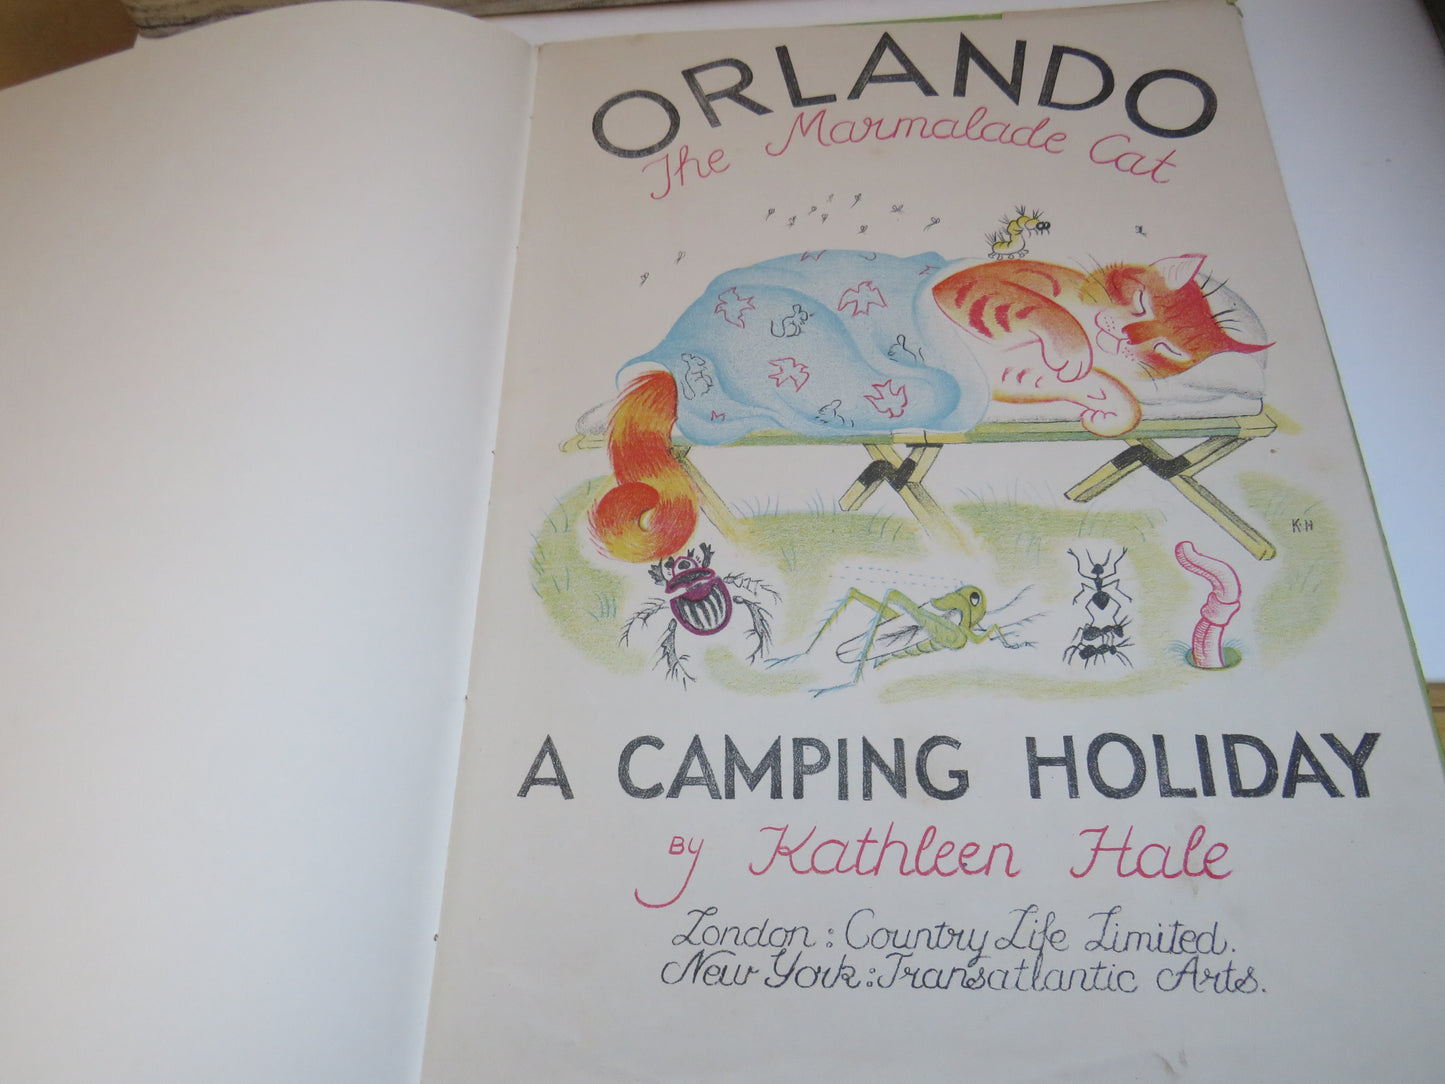 ORLANDO
The Marmalade Cat
K·H
A CAMPING HOLIDAY
BY Kathleen Hale
London: Country Life Limited.
New York: Transatlantic Arts.